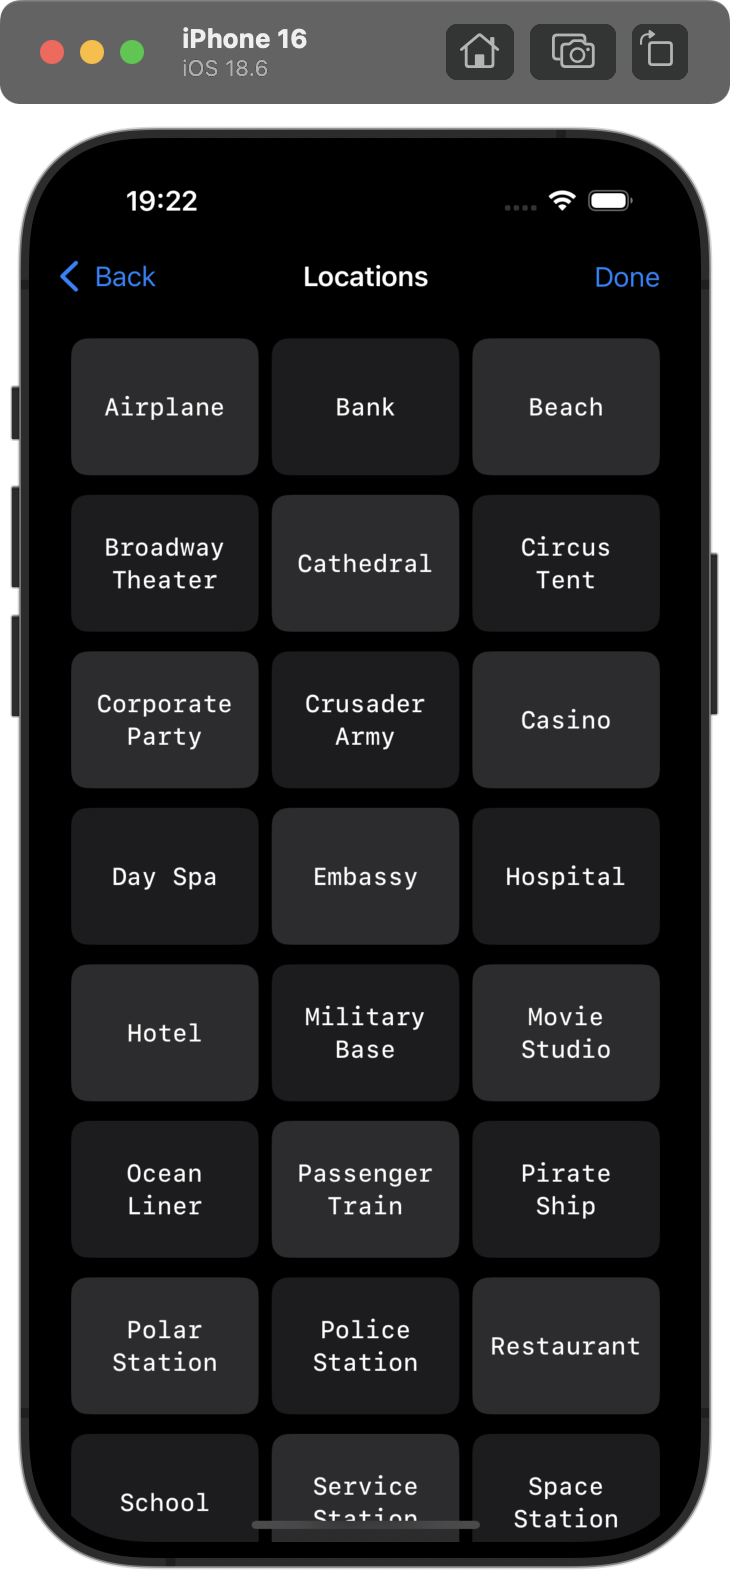 iPhone 16
iOS 18.6
19:22
Back
Locations
Done
Airplane
Bank
Beach
Broadway
Theater
Cathedral
Circus
Tent
Corporate
Party
Crusader
Army
Casino
Day Spa
Embassy
Hospital
Hotel
Military
Base
Movie
Studio
Ocean
Liner
Passenger
Train
Pirate
Ship
Polar
Station
Police
Station
Restaurant
School
Service
Station
Space
Station